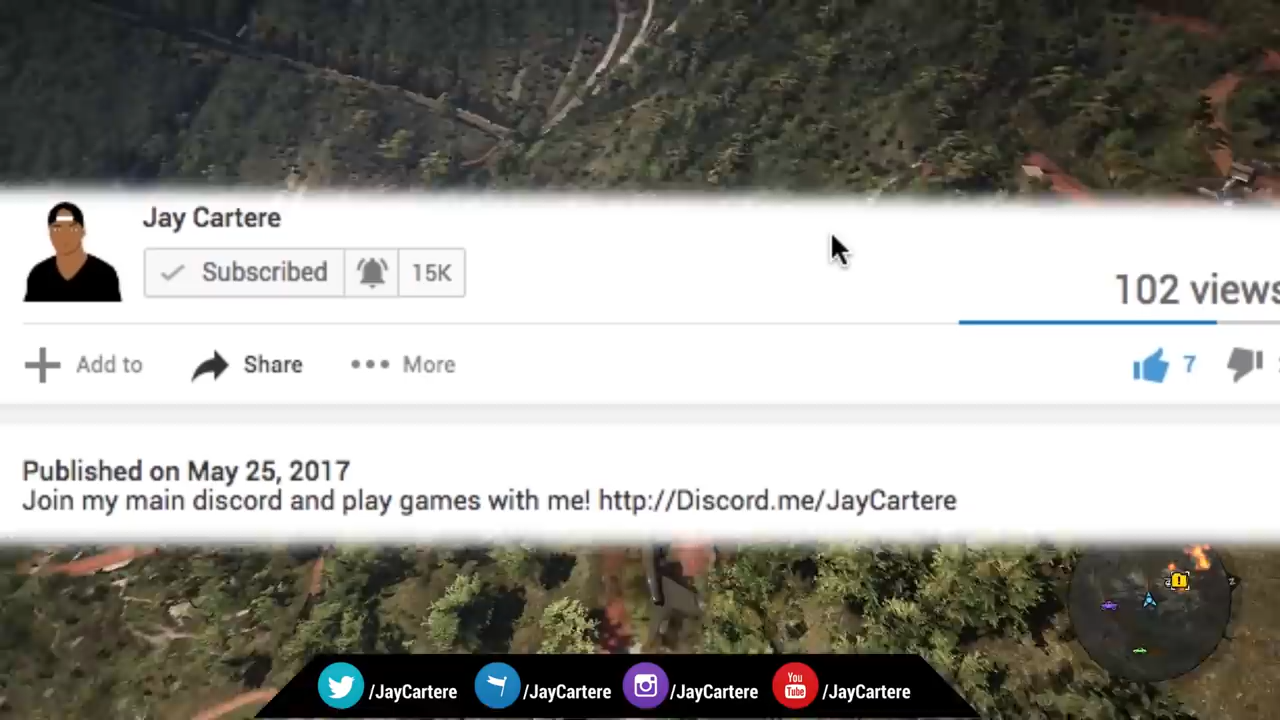 Jay Cartere
Subscribed 15K
102 views
Add to Share More
7
Published on May 25, 2017
Join my main discord and play games with me! http://Discord.me/JayCartere
/JayCartere /JayCartere /JayCartere You Tube /JayCartere